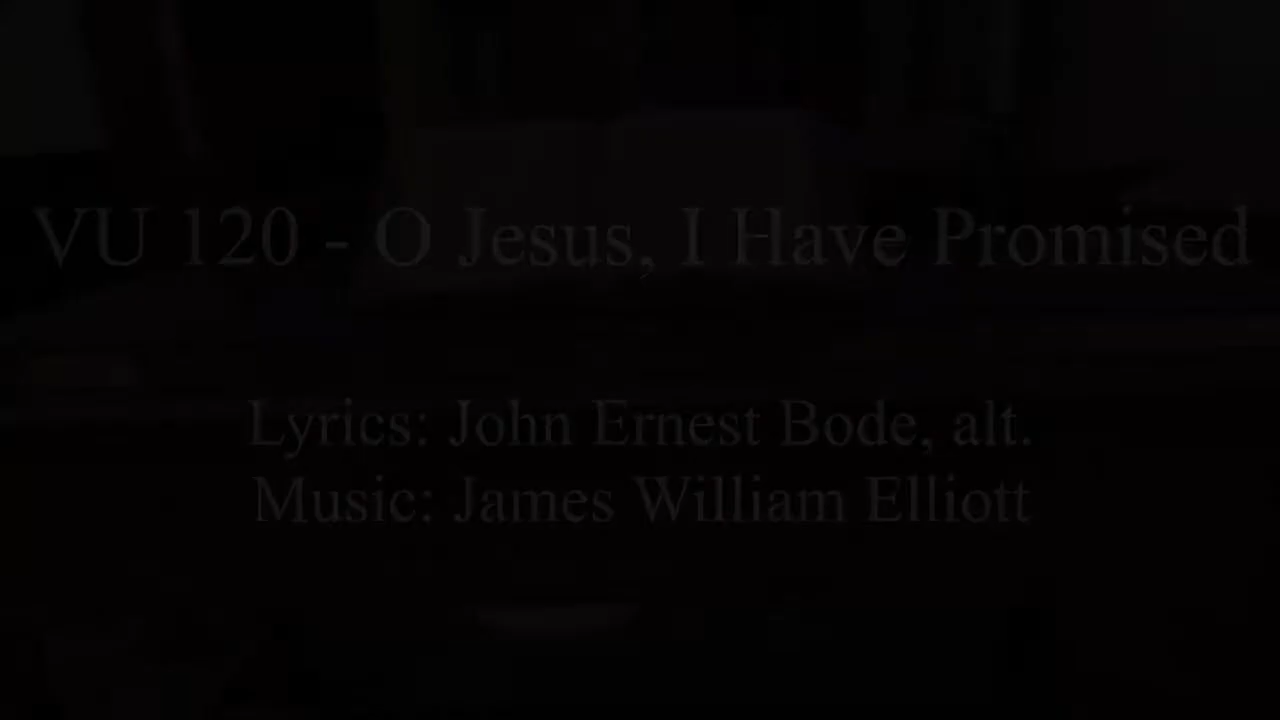 VU 120 - O Jesus, I Have Promised
Lyrics: John Ernest Bode, alt.
Music: James William Elliott